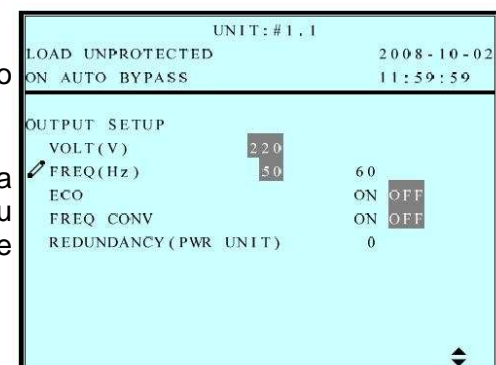 UNIT:#1.1
LOAD UNPROTECTED 2008-10-02
ON AUTO BYPASS 11:59:59
OUTPUT SETUP
VOLT(V) 220
FREQ(Hz) 50 60
ECO ON OFF
FREQ CONV ON OFF
REDUNDANCY(PWR UNIT) 0